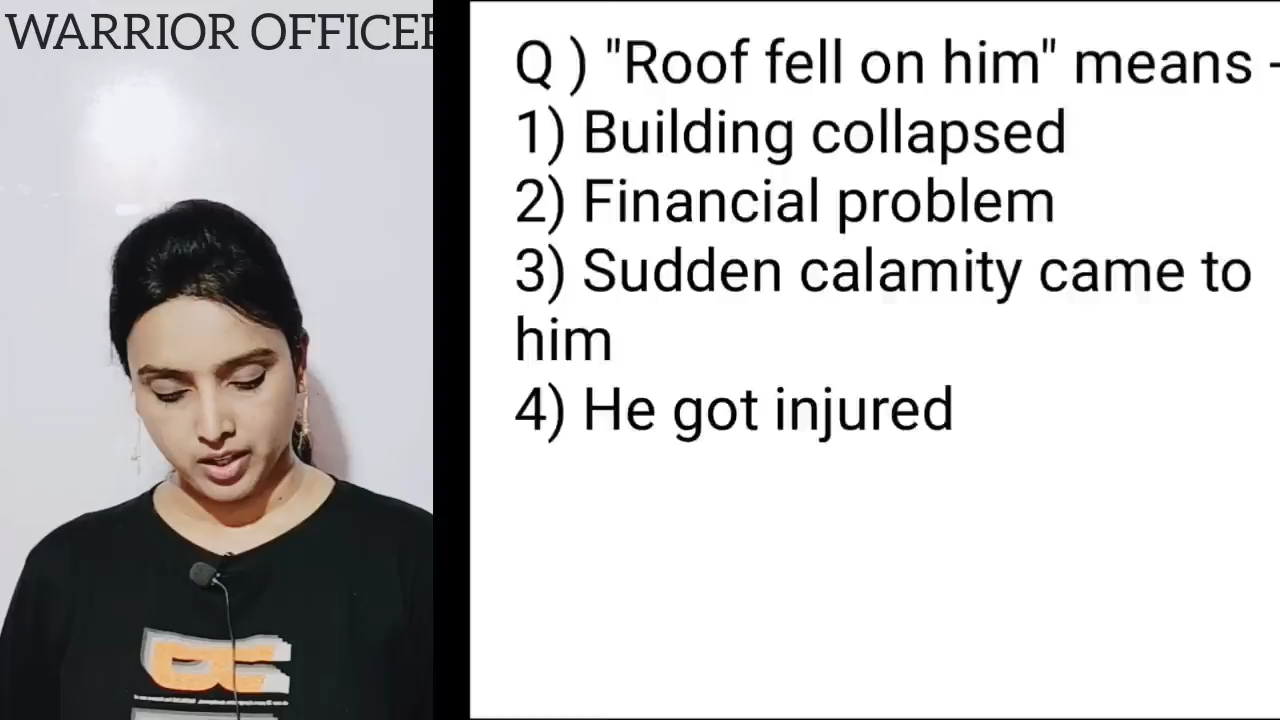 WARRIOR OFFICER
Q ) "Roof fell on him" means -
1) Building collapsed
2) Financial problem
3) Sudden calamity came to
him
4) He got injured